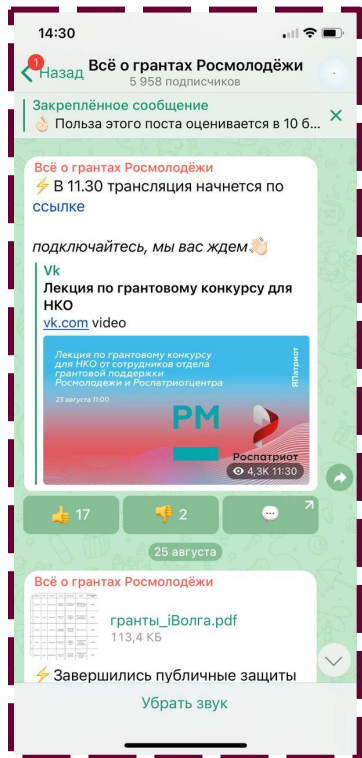 14:30
1
Назад
Всё о грантах Росмолодёжи
5 958 подписчиков
Закреплённое сообщение
👌🏻 Польза этого поста оценивается в 10 б...
Всё о грантах Росмолодёжи
⚡ В 11.30 трансляция начнется по
ссылке
подключайтесь, мы вас ждем👋🏻
Vk
Лекция по грантовому конкурсу для
НКО
vk.com video
Лекция по грантовому конкурсу
для НКО от сотрудников отдела
грантовой поддержки
Росмолодежи и Роспатриотцентра
23 августа 11:00
ЯПатриот
РМ
Роспатриот
4,3K 11:30
👍 17
👎 2
25 августа
Всё о грантах Росмолодёжи
гранты_iВолга.pdf
113,4 КБ
⚡ Завершились публичные защиты
Убрать звук